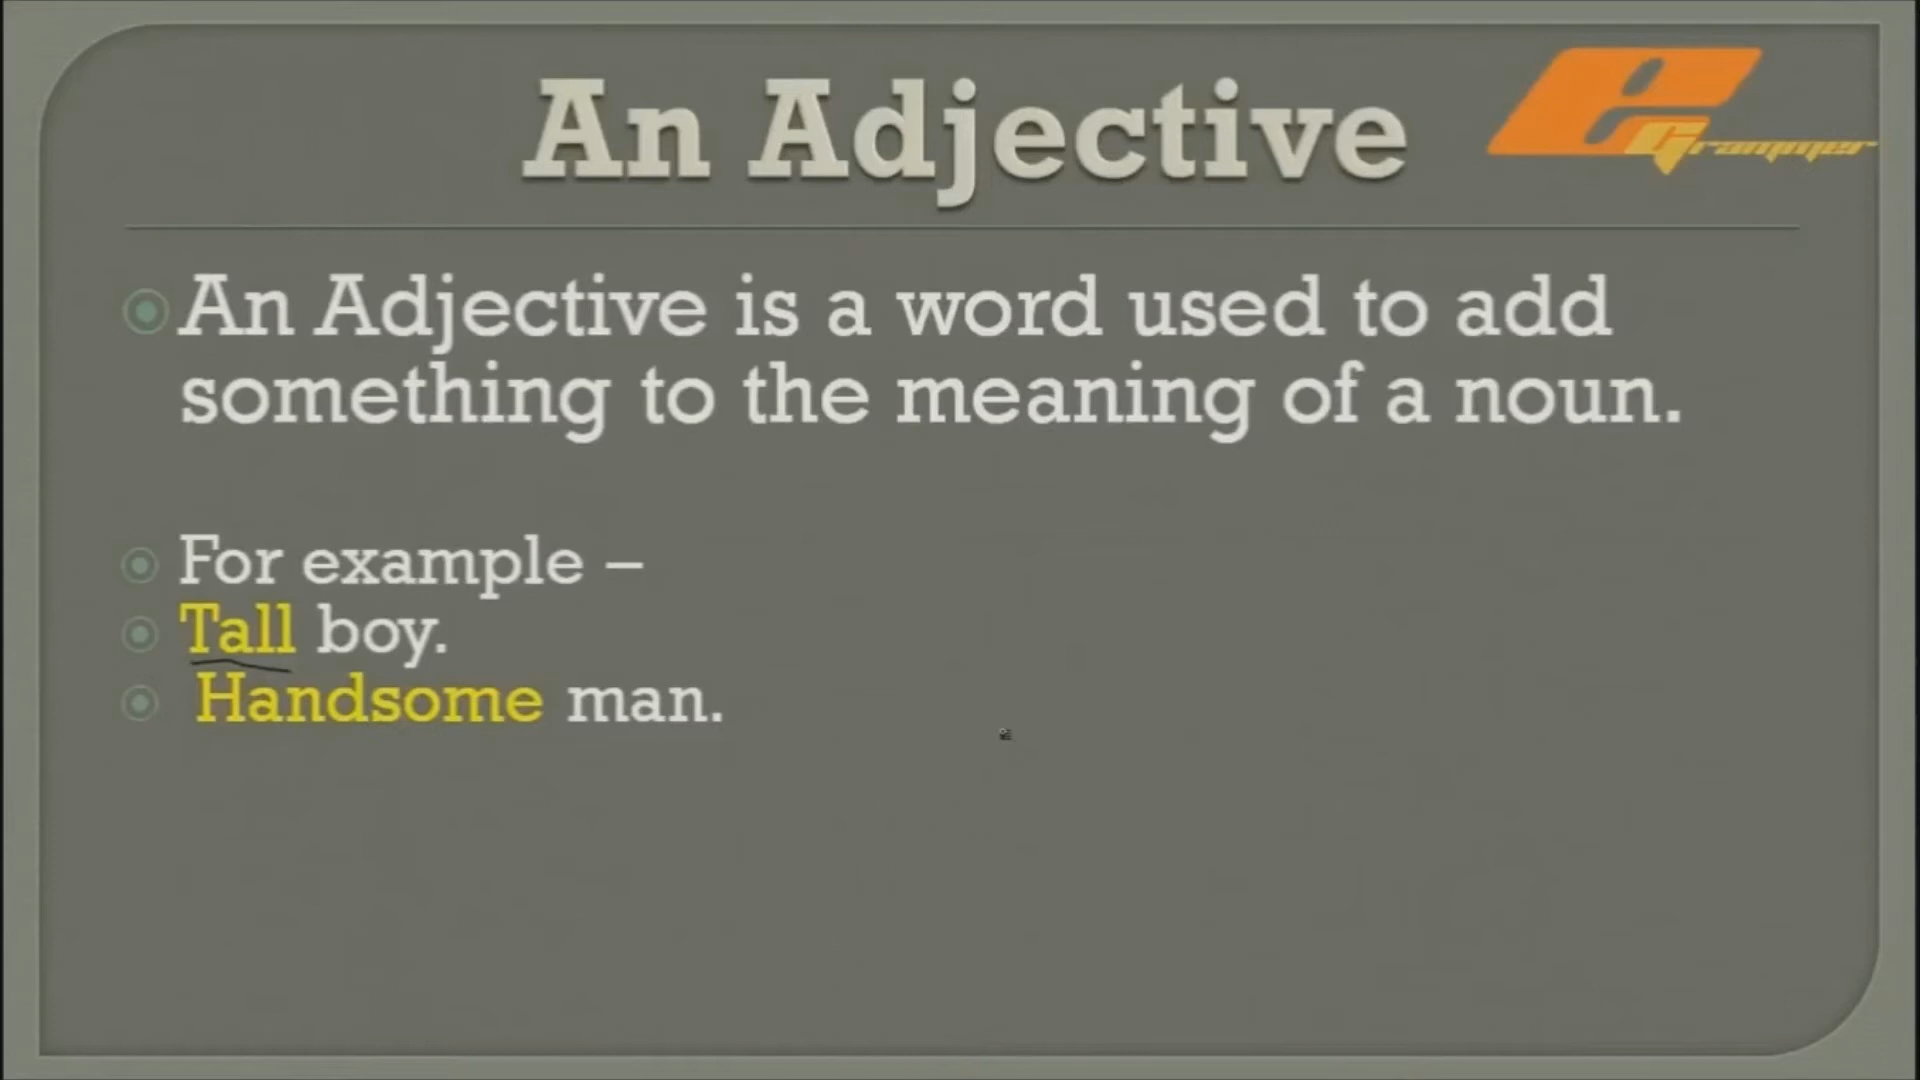 An Adjective
e Grammer
An Adjective is a word used to add
something to the meaning of a noun.
For example –
Tall boy.
Handsome man.